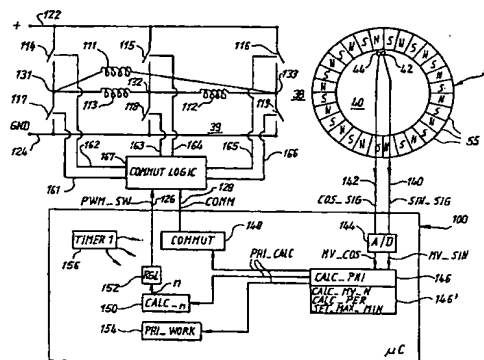 +
122
114
111
115
116
131
113
132
112
133
117
118
119
38
GND
124
39
162
163
164
165
166
167
COMMUT LOGIC
161
PWM_SW
126
128
COMM
TIMER 1
156
COMMUT
148
RGL
152
n
PHI_CALC
CALC_n
150
PHI_WORK
154
N S N S N S N S
44
42
40
55
142
140
COS_SIG
SIN_SIG
100
A/D
144
MV_COS
MV_SIN
CALC_PHI
146
CALC_MV_N
CALC_PER
SET_MAX_MIN
146'
µC